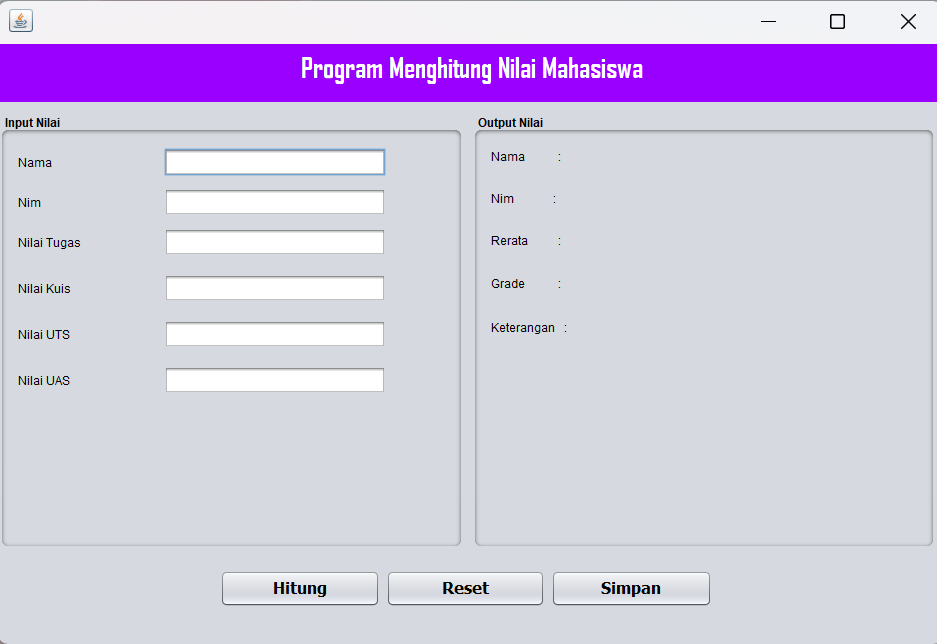 Program Menghitung Nilai Mahasiswa
Input Nilai
Nama
Nim
Nilai Tugas
Nilai Kuis
Nilai UTS
Nilai UAS
Output Nilai
Nama :
Nim :
Rerata :
Grade :
Keterangan :
Hitung
Reset
Simpan